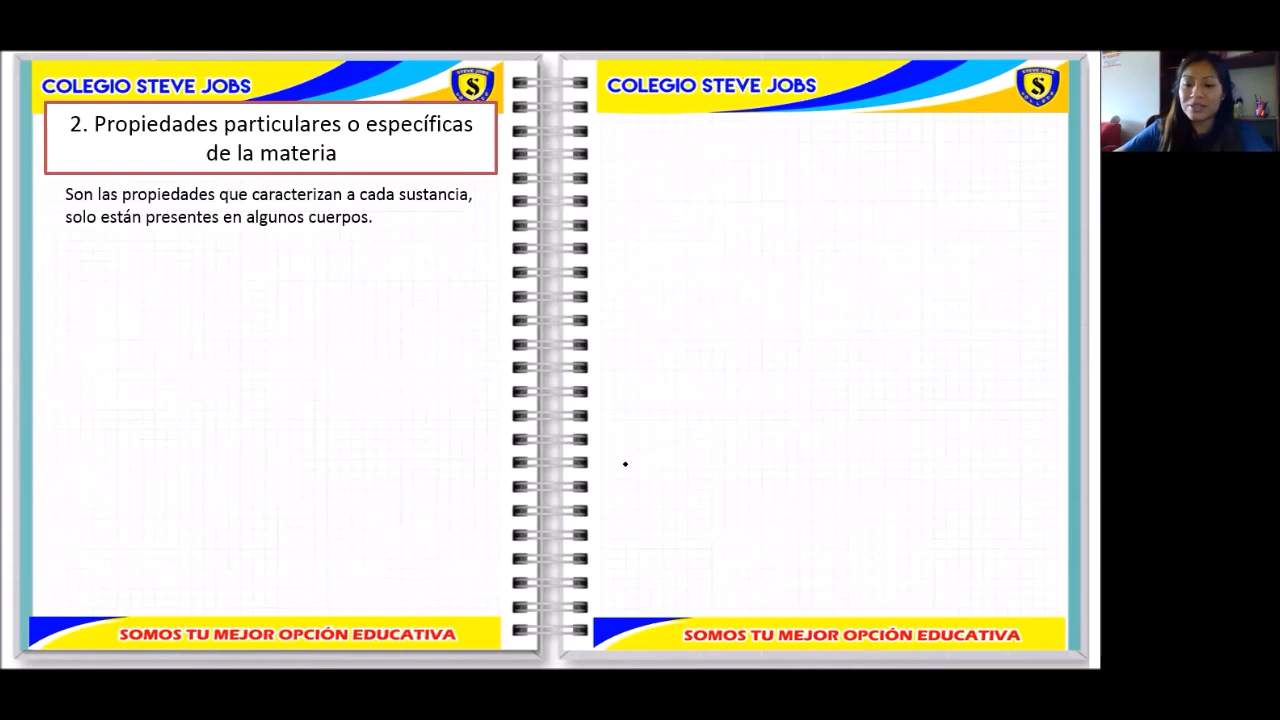 COLEGIO STEVE JOBS
2. Propiedades particulares o específicas
de la materia
Son las propiedades que caracterizan a cada sustancia,
solo están presentes en algunos cuerpos.
SOMOS TU MEJOR OPCIÓN EDUCATIVA
COLEGIO STEVE JOBS
SOMOS TU MEJOR OPCIÓN EDUCATIVA